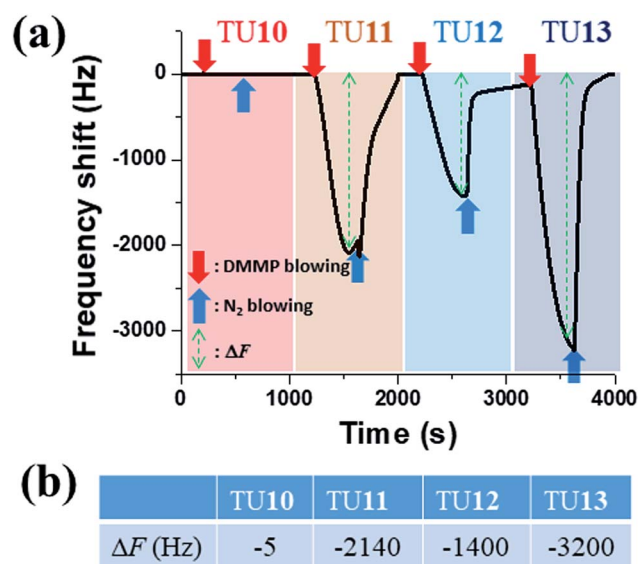 (a)
TU10 TU11 TU12 TU13
Frequency shift (Hz)
0
-1000
-2000
-3000
: DMMP blowing
: N₂ blowing
: ΔF
0 1000 2000 3000 4000
Time (s)
(b)
TU10 TU11 TU12 TU13
ΔF (Hz) -5 -2140 -1400 -3200